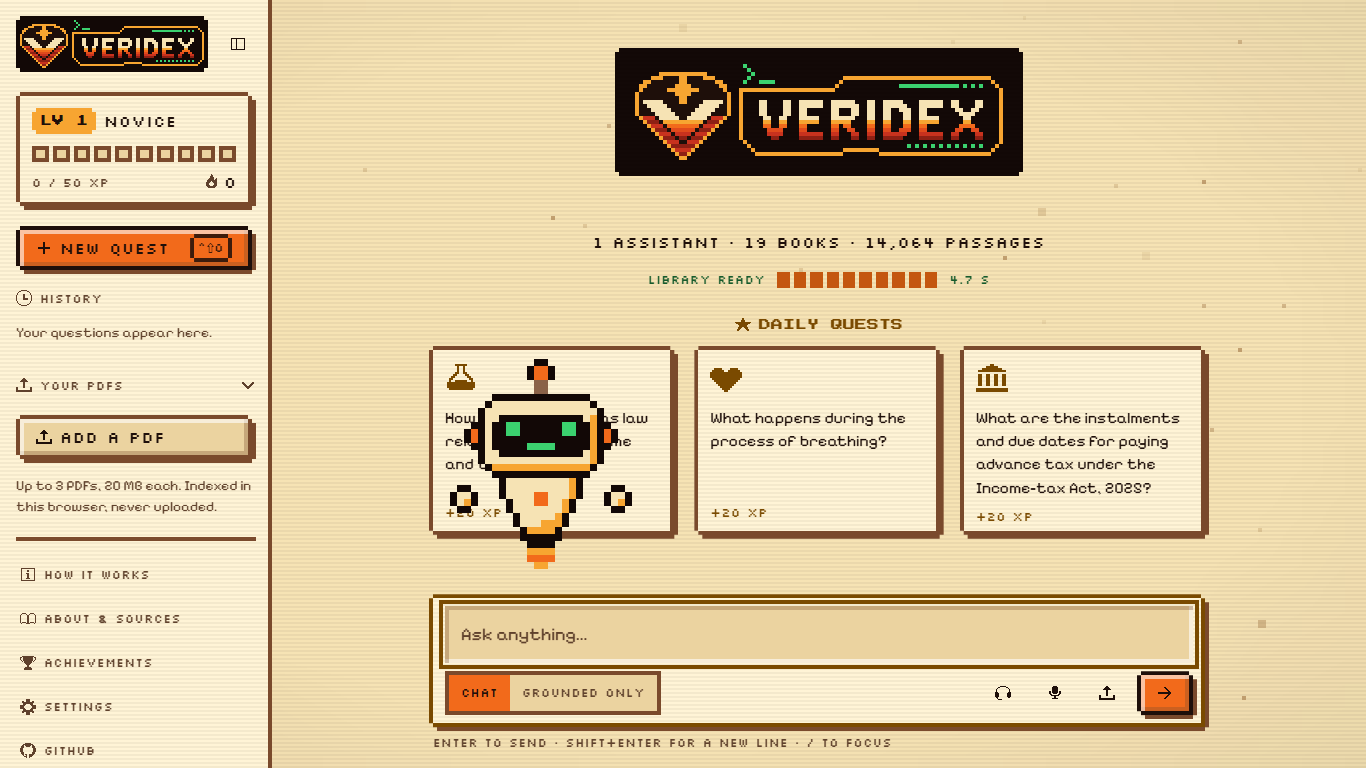 VERIDEX
LV 1 NOVICE
0 / 50 XP 0
+ NEW QUEST ^⇧O
HISTORY
Your questions appear here.
YOUR PDFS
ADD A PDF
Up to 3 PDFs, 20 MB each. Indexed in
this browser, never uploaded.
HOW IT WORKS
ABOUT & SOURCES
ACHIEVEMENTS
SETTINGS
GITHUB
VERIDEX
1 ASSISTANT · 19 BOOKS · 14,064 PASSAGES
LIBRARY READY 4.7 S
DAILY QUESTS
How law
and
+20 XP
What happens during the
process of breathing?
+20 XP
What are the instalments
and due dates for paying
advance tax under the
Income-tax Act, 2025?
+20 XP
Ask anything...
CHAT GROUNDED ONLY
ENTER TO SEND · SHIFT+ENTER FOR A NEW LINE · / TO FOCUS